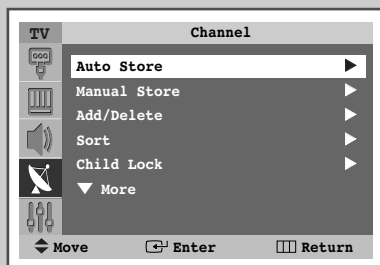 TV Channel
Auto Store
Manual Store
Add/Delete
Sort
Child Lock
▼ More
Move Enter Return